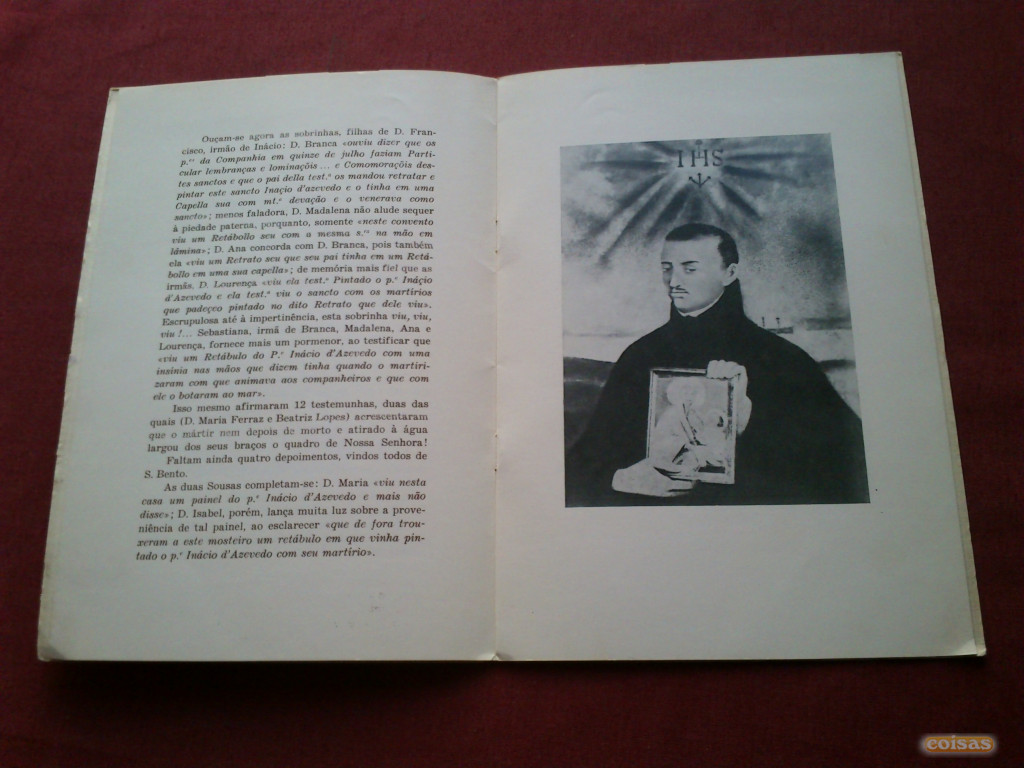 Ouçam-se agora as sobrinhas, filhas de D. Fran-
cisco, irmão de Inácio: D. Branca «ouviu dizer que os
p.es da Companhia em quinze de julho faziam Parti-
cular lembranças e lominaçõis ... e Comomoraçõis des-
tes sanctos e que o pai della test.a os mandou retratar e
pintar este sancto Inaçio d'azevedo e o tinha em uma
Capella sua com mt.a devação e o venerava como
sancto»; menos faladora, D. Madalena não alude sequer
à piedade paterna, porquanto, somente «neste convento
viu um Retábollo seu com a mesma s.ra na mão em
lâmina»; D. Ana concorda com D. Branca, pois também
ela «viu um Retrato seu que seu pai tinha em um Retá-
bollo em uma sua capella»; de memória mais fiel que as
irmãs, D. Lourença «viu ela test.a Pintado o p.e Inácio
d'Azevedo e ela test.a viu o sancto com os martírios
que padeçeo pintado no dito Retrato que dele viu».
Escrupulosa até à impertinência, esta sobrinha viu, viu,
viu!... Sebastiana, irmã de Branca, Madalena, Ana e
Lourença, fornece mais um pormenor, ao testificar que
«viu um Retábulo do P.e Inácio d'Azevedo com uma
insínia nas mãos que dizem tinha quando o martiri-
zaram com que animava aos companheiros e que com
ele o botaram ao mar».
Isso mesmo afirmaram 12 testemunhas, duas das
quais (D. Maria Ferraz e Beatriz Lopes) acrescentaram
que o mártir nem depois de morto e atirado à água
largou dos seus braços o quadro de Nossa Senhora!
Faltam ainda quatro depoimentos, vindos todos de
S. Bento.
As duas Sousas completam-se: D. Maria «viu nesta
casa um painel do p.e Inácio d'Azevedo e mais não
disse»; D. Isabel, porém, lança muita luz sobre a prove-
niência de tal painel, ao esclarecer «que de fora trou-
xeram a este mosteiro um retábulo em que vinha pin-
tado o p.e Inácio d'Azevedo com seu martírio».
IHS
coisas